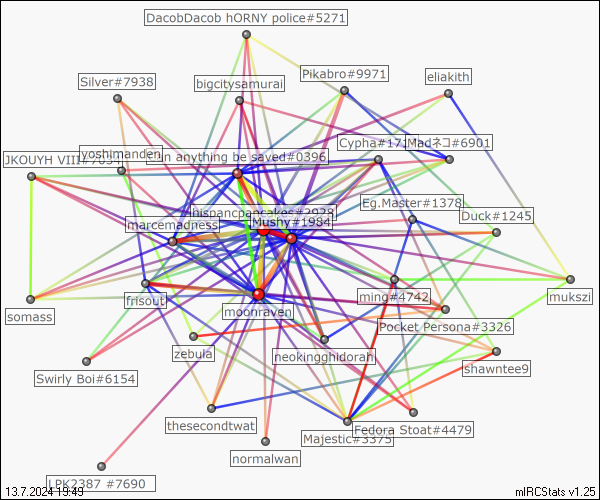 DacobDacob hORNY police#5271
Pikabro#9971
eliakith
Silver#7938
bigcitysamurai
Cypha#17
Madネコ#6901
JKOUYH VIII#7
yoshimanden
an anything be saved#0396
Eg.Master#1378
hispancpancakes#2928
Duck#1245
Mushy#1984
marcemadness
ming#4742
mukszi
frisout
moonraven
somass
Pocket Persona#3326
zebula
neokingghidorah
shawntee9
Swirly Boi#6154
thesecondtwat
Fedora Stoat#4479
Majestic#3375
normalwan
LPK2387 #7690
13.7.2024 19:49
mIRCStats v1.25